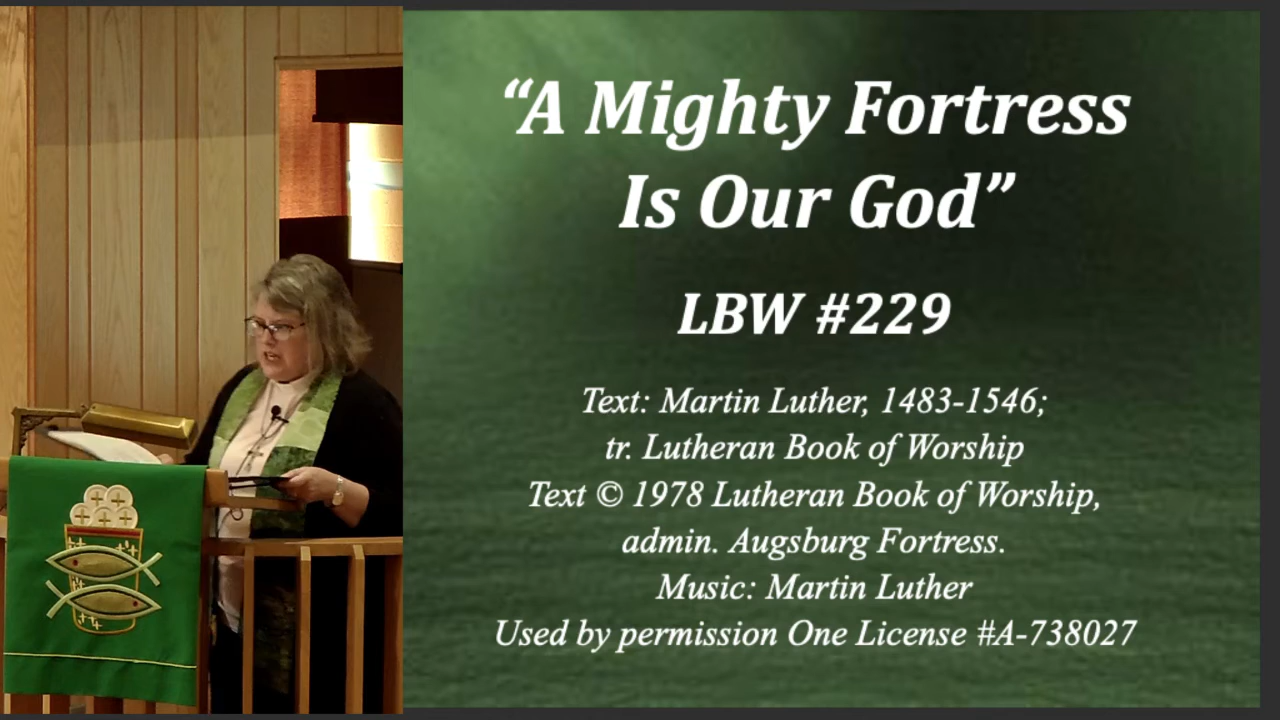 “A Mighty Fortress
Is Our God”
LBW #229
Text: Martin Luther, 1483-1546;
tr. Lutheran Book of Worship
Text © 1978 Lutheran Book of Worship,
admin. Augsburg Fortress.
Music: Martin Luther
Used by permission One License #A-738027